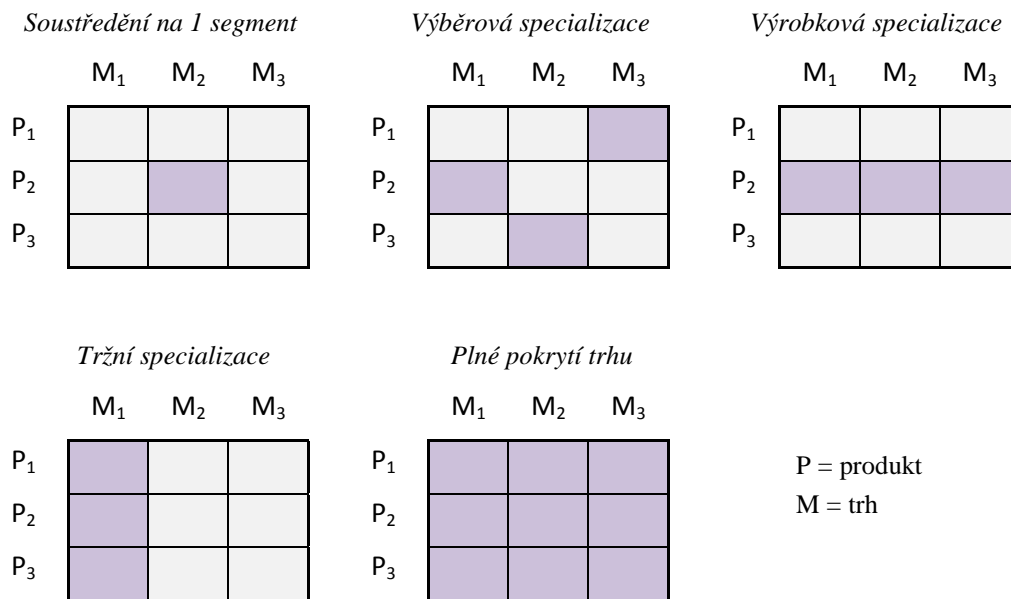 Soustředění na 1 segment
M₁ M₂ M₃
P₁
P₂
P₃
Výběrová specializace
M₁ M₂ M₃
P₁
P₂
P₃
Výrobková specializace
M₁ M₂ M₃
P₁
P₂
P₃
Tržní specializace
M₁ M₂ M₃
P₁
P₂
P₃
Plné pokrytí trhu
M₁ M₂ M₃
P₁
P₂
P₃
P = produkt
M = trh